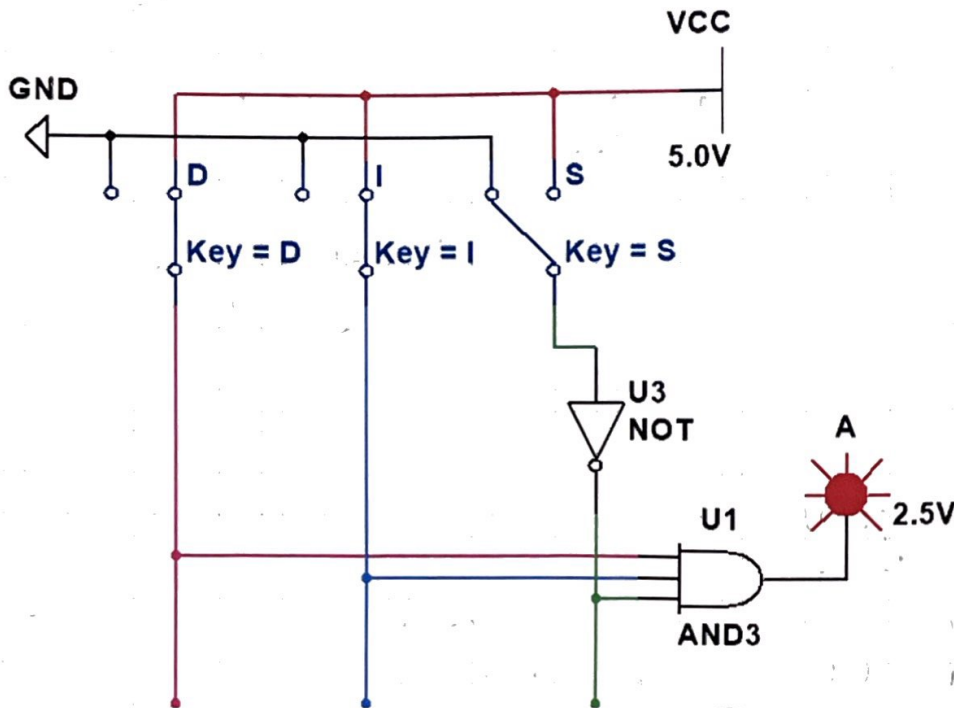 VCC
GND
5.0V
D
I
S
Key = D
Key = I
Key = S
U3
NOT
A
2.5V
U1
AND3